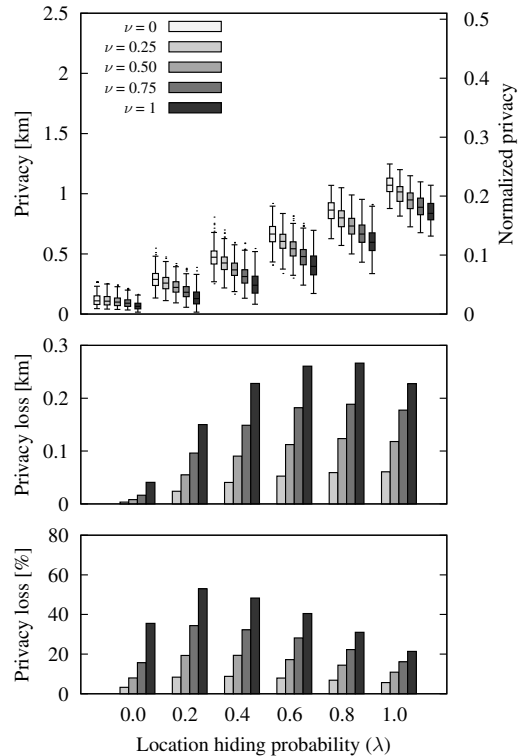 2.5
2
1.5
1
0.5
0
Privacy [km]
0.5
0.4
0.3
0.2
0.1
0
Normalized privacy
ν = 0
ν = 0.25
ν = 0.50
ν = 0.75
ν = 1
0.3
0.2
0.1
0
Privacy loss [km]
80
60
40
20
0
Privacy loss [%]
0.0 0.2 0.4 0.6 0.8 1.0
Location hiding probability (λ)